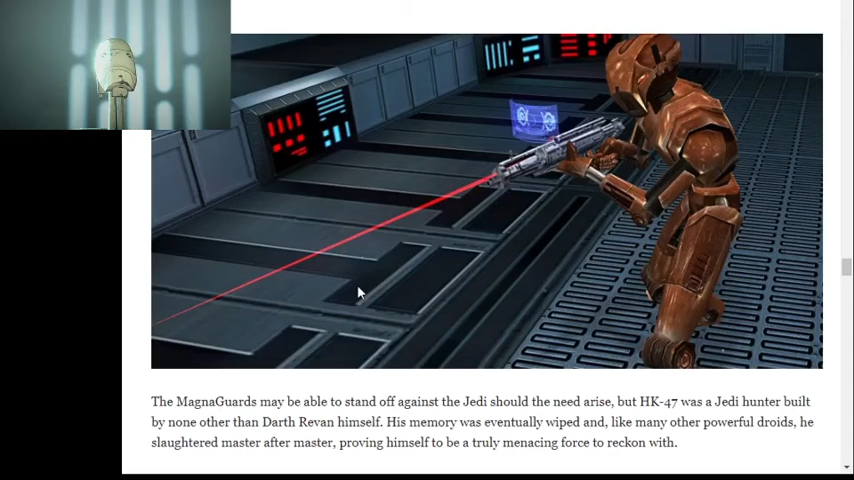 The MagnaGuards may be able to stand off against the Jedi should the need arise, but HK-47 was a Jedi hunter built
by none other than Darth Revan himself. His memory was eventually wiped and, like many other powerful droids, he
slaughtered master after master, proving himself to be a truly menacing force to reckon with.